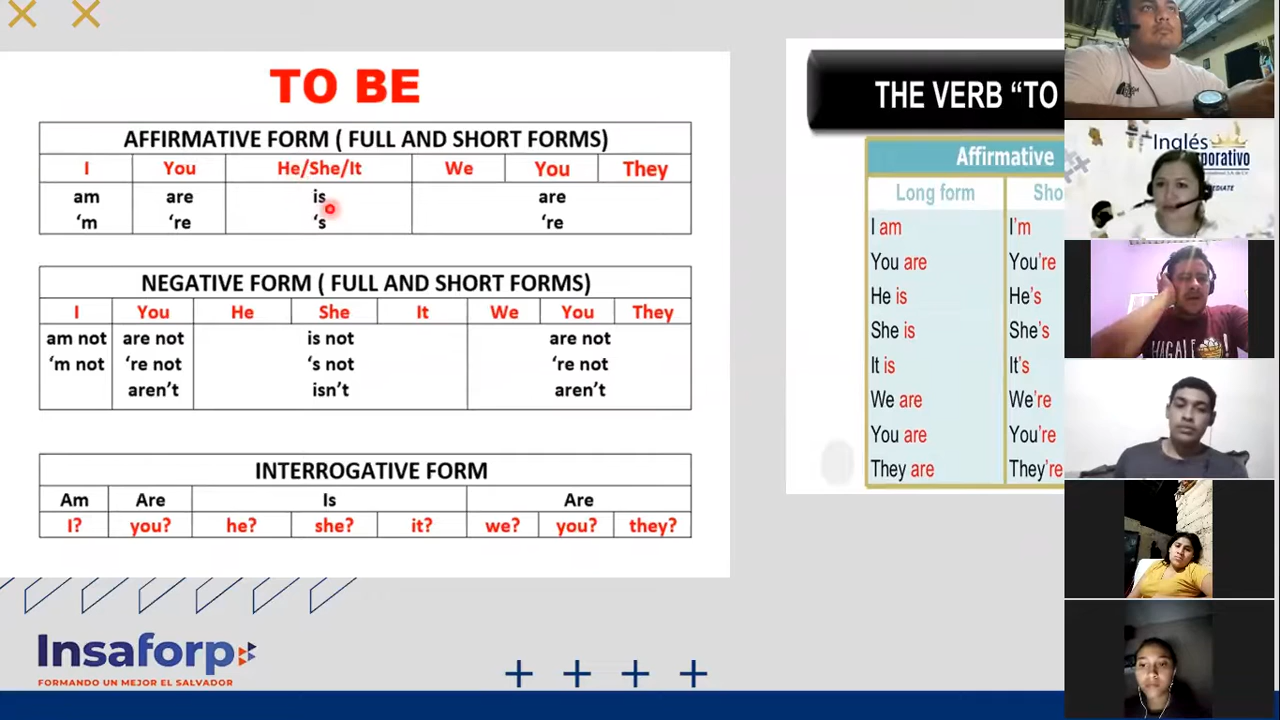 TO BE
AFFIRMATIVE FORM ( FULL AND SHORT FORMS)
I You He/She/It We You They
am are is are
‘m ‘re ‘s ‘re
NEGATIVE FORM ( FULL AND SHORT FORMS)
I You He She It We You They
am not are not is not are not
‘m not ‘re not ‘s not ‘re not
aren’t isn’t aren’t
INTERROGATIVE FORM
Am Are Is Are
I? you? he? she? it? we? you? they?
Insaforp
FORMANDO UN MEJOR EL SALVADOR
THE VERB “TO
Affirmative
Long form Sho
I am I’m
You are You’re
He is He’s
She is She’s
It is It’s
We are We’re
You are You’re
They are They’re
Inglés
orporativo
EDIATE
HAGALE